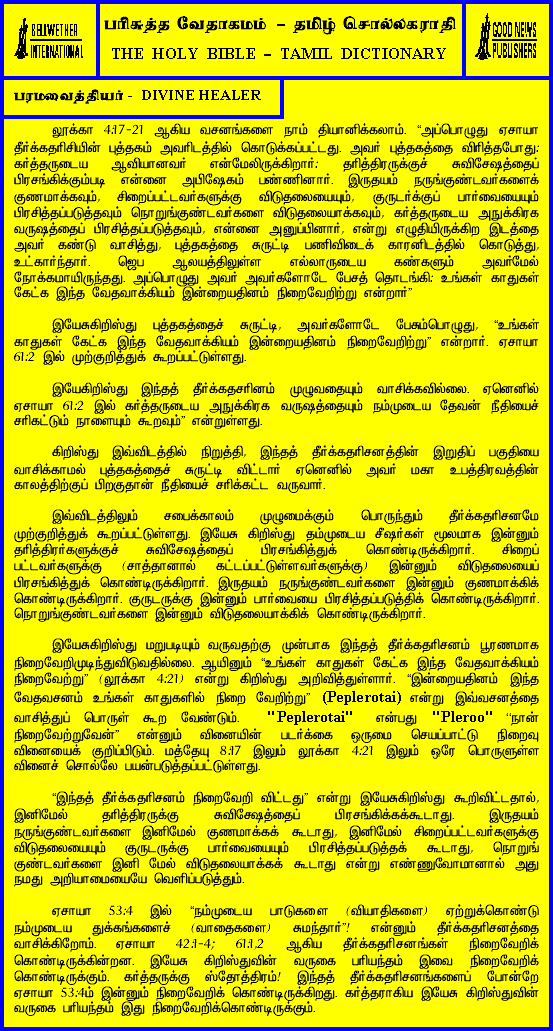 BELLWETHER
INTERNATIONAL
பரிசுத்த வேதாகமம் – தமிழ் சொல்லகராதி
THE HOLY BIBLE – TAMIL DICTIONARY
GOOD NEWS
PUBLISHERS
பரமவைத்தியர் - DIVINE HEALER
லூக்கா 4:17-21 ஆகிய வசனங்களை நாம் தியானிக்கலாம். “அப்பொழுது ஏசாயா
தீர்க்கதரிசியின் புத்தகம் அவரிடத்தில் கொடுக்கப்பட்டது. அவர் புத்தகத்தை விரித்தபோது:
கர்த்தருடைய ஆவியானவர் என்மேலிருக்கிறார்: தரித்திரருக்குச் சுவிசேஷத்தைப்
பிரசங்கிக்கும்படி என்னை அபிஷேகம் பண்ணினார். இருதயம் நருங்குண்டவர்களைக்
குணமாக்கவும், சிறைப்பட்டவர்களுக்கு விடுதலையையும், குருடர்க்குப் பார்வையையும்
பிரசித்தப்படுத்தவும் நொறுங்குண்டவர்களை விடுதலையாக்கவும், கர்த்தருடைய அநுக்கிரக
வருஷத்தைப் பிரசித்தப்படுத்தவும், என்னை அனுப்பினார், என்று எழுதியிருக்கிற இடத்தை
அவர் கண்டு வாசித்து, புத்தகத்தை சுருட்டி பணிவிடைக் காரனிடத்தில் கொடுத்து,
உட்கார்ந்தார். ஜெப ஆலயத்திலுள்ள எல்லாருடைய கண்களும் அவர்மேல்
நோக்கமாயிருந்தது. அப்பொழுது அவர் அவர்களோடே பேசத் தொடங்கி: உங்கள் காதுகள்
கேட்க இந்த வேதவாக்கியம் இன்றையதினம் நிறைவேறிற்று என்றார்”
இயேசுகிறிஸ்து புத்தகத்தைச் சுருட்டி, அவர்களோடே பேசும்பொழுது, “உங்கள்
காதுகள் கேட்க இந்த வேதவாக்கியம் இன்றையதினம் நிறைவேறிற்று” என்றார். ஏசாயா
61:2 இல் முற்குறித்துக் கூறப்பட்டுள்ளது.
இயேகிறிஸ்து இந்தத் தீர்க்கதசரினம் முழுவதையும் வாசிக்கவில்லை. ஏனெனில்
ஏசாயா 61:2 இல் கர்த்தருடைய அநுக்கிரக வருஷத்தையும் நம்முடைய தேவன் நீதியைச்
சரிகட்டும் நாளையும் கூறவும்” என்றுள்ளது.
கிறிஸ்து இவ்விடத்தில் நிறுத்தி, இந்தத் தீர்க்கதரிசனத்தின் இறுதிப் பகுதியை
வாசிக்காமல் புத்தகத்தைச் சுருட்டி விட்டார் ஏனெனில் அவர் மகா உபத்திரவத்தின்
காலத்திற்குப் பிறகுதான் நீதியைச் சரிக்கட்ட வருவார்.
இவ்விடத்திலும் சபைக்காலம் முழுமைக்கும் பொருந்தும் தீர்க்கதரிசனமே
முற்குறித்துக் கூறப்பட்டுள்ளது. இயேசு கிறிஸ்து தம்முடைய சீஷர்கள் மூலமாக இன்னும்
தரித்திரர்களுக்குச் சுவிசேஷத்தைப் பிரசங்கித்துக் கொண்டிருக்கிறார். சிறைப்
பட்டவர்களுக்கு (சாத்தானால் கட்டப்பட்டுள்ளவர்களுக்கு) இன்னும் விடுதலையைப்
பிரசங்கித்துக் கொண்டிருக்கிறார். இருதயம் நருங்குண்டவர்களை இன்னும் குணமாக்கிக்
கொண்டிருக்கிறார். குருடருக்கு இன்னும் பார்வையை பிரசித்தப்படுத்திக் கொண்டிருக்கிறார்.
நொறுங்குண்டவர்களை இன்னும் விடுதலையாக்கிக் கொண்டிருக்கிறார்.
இயேசுகிறிஸ்து மறுபடியும் வருவதற்கு முன்பாக இந்தத் தீர்க்கதரிசனம் பூரணமாக
நிறைவேறிமுடிந்துவிடுவதில்லை. ஆயினும் “உங்கள் காதுகள் கேட்க இந்த வேதவாக்கியம்
நிறைவேற்று” (லூக்கா 4:21) என்று கிறிஸ்து அறிவித்துள்ளார். “இன்றையதினம் இந்த
வேதவசனம் உங்கள் காதுகளில் நிறை வேறிற்று” (Peplerotai) என்று இவ்வசனத்தை
வாசித்துப் பொருள் கூற வேண்டும். "Peplerotai" என்பது "Pleroo" “நான்
நிறைவேற்றுவேன்” என்னும் வினையின் படர்க்கை ஒருமை செயப்பாட்டு நிறைவு
வினையைக் குறிப்பிடும். மத்தேயு 8:17 இலும் லூக்கா 4:21 இலும் ஒரே பொருளுள்ள
வினைச் சொல்லே பயன்படுத்தப்பட்டுள்ளது.
“இந்தத் தீர்க்கதரிசனம் நிறைவேறி விட்டது” என்று இயேசுகிறிஸ்து கூறிவிட்டதால்,
இனிமேல் தரித்திரருக்கு சுவிசேஷத்தைப் பிரசங்கிக்கக்கூடாது. இருதயம்
நருங்குண்டவர்களை இனிமேல் குணமாக்கக் கூடாது, இனிமேல் சிறைப்பட்டவர்களுக்கு
விடுதலையையும் குருடருக்கு பார்வையையும் பிரசித்தப்படுத்தக் கூடாது, நொறுங்
குண்டவர்களை இனி மேல் விடுதலையாக்கக் கூடாது என்று எண்ணுவோமானால் அது
நமது அறியாமையையே வெளிப்படுத்தும்.
ஏசாயா 53:4 இல் “நம்முடைய பாடுகளை (வியாதிகளை) ஏற்றுக்கொண்டு
நம்முடைய துக்கங்களைச் (வாதைகளை) சுமந்தார்”! என்னும் தீர்க்கதரிசனத்தை
வாசிக்கிறோம். ஏசாயா 42:1-4; 61:1,2 ஆகிய தீர்க்கதரிசனங்கள் நிறைவேறிக்
கொண்டிருக்கின்றன. இயேசு கிறிஸ்துவின் வருகை பரியந்தம் இவை நிறைவேறிக்
கொண்டிருக்கும். கர்த்தருக்கு ஸ்தோத்திரம்! இந்தத் தீர்க்கதரிசனங்களைப் போன்றே
ஏசாயா 53:4ம் இன்னும் நிறைவேறிக் கொண்டிருக்கிறது. கர்த்தராகிய இயேசு கிறிஸ்துவின்
வருகை பரியந்தம் இது நிறைவேறிக்கொண்டிருக்கும்.